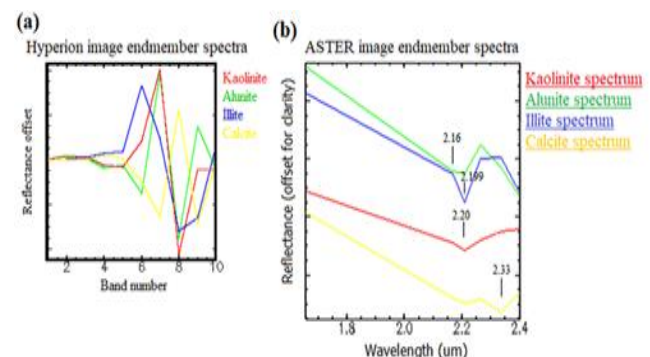 (a)
Hyperion image endmember spectra
Reflectance offset
Kaolinite
Alunite
Illite
Calcite
2 4 6 8 10
Band number
(b)
ASTER image endmember spectra
Reflectance (offset for clarity)
Kaolinite spectrum
Alunite spectrum
Illite spectrum
Calcite spectrum
2.16
2.199
2.20
2.33
1.8 2.0 2.2 2.4
Wavelength (um)